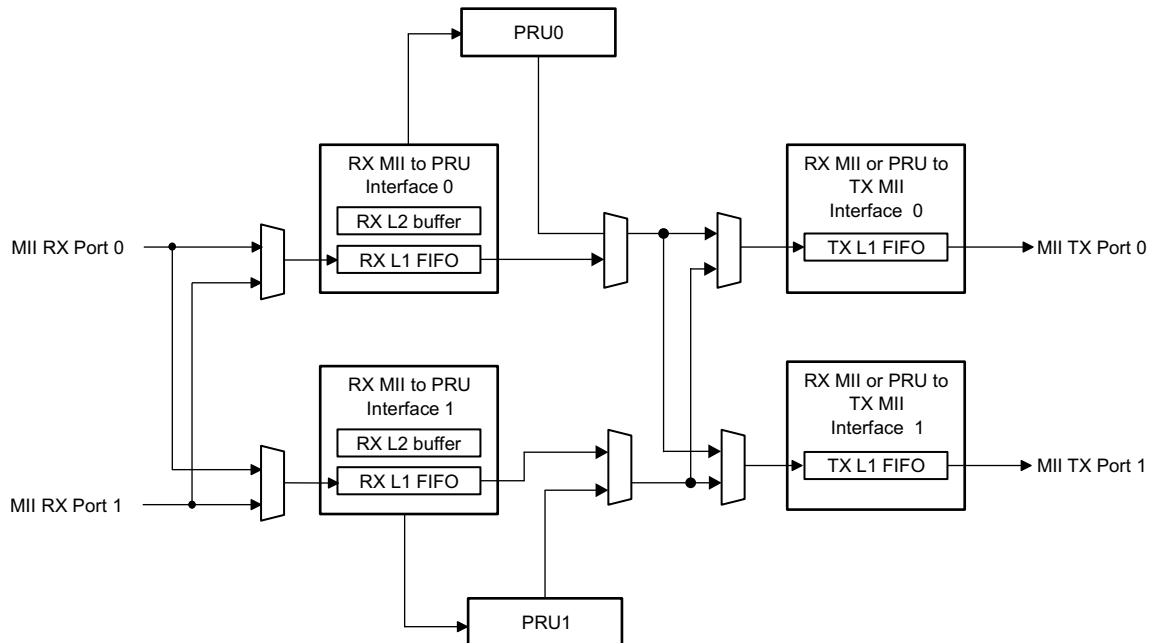 PRU0
RX MII to PRU
Interface 0
RX L2 buffer
RX L1 FIFO
RX MII or PRU to
TX MII
Interface 0
TX L1 FIFO
MII RX Port 0
MII TX Port 0
RX MII to PRU
Interface 1
RX L2 buffer
RX L1 FIFO
RX MII or PRU to
TX MII
Interface 1
TX L1 FIFO
MII RX Port 1
MII TX Port 1
PRU1